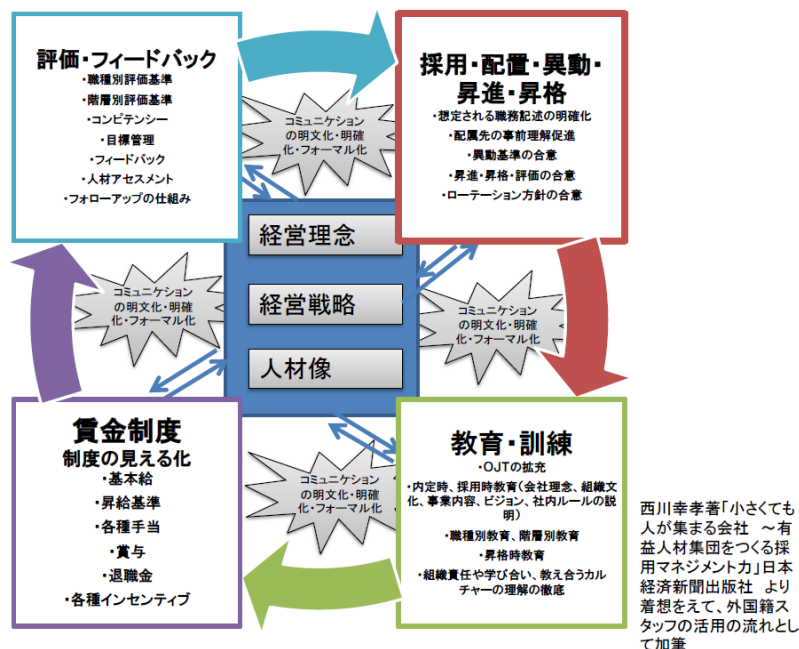 評価・フィードバック
・職種別評価基準
・階層別評価基準
・コンピテンシー
・目標管理
・フィードバック
・人材アセスメント
・フォローアップの仕組み
コミュニケション
の明文化・明確
化・フォーマル化
採用・配置・異動・
昇進・昇格
・想定される職務記述の明確化
・配属先の事前理解促進
・異動基準の合意
・昇進・昇格・評価の合意
・ローテーション方針の合意
経営理念
経営戦略
人材像
コミュニケション
の明文化・明確
化・フォーマル化
コミュニケション
の明文化・明確
化・フォーマル化
賃金制度
制度の見える化
・基本給
・昇給基準
・各種手当
・賞与
・退職金
・各種インセンティブ
コミュニケション
の明文化・明確
化・フォーマル化
教育・訓練
・OJTの拡充
・内定時、採用時教育(会社理念、組織文
化、事業内容、ビジョン、社内ルールの説
明)
・職種別教育、階層別教育
・昇格時教育
・組織責任や学び合い、教え合うカル
チャーの理解の徹底
西川幸孝著「小さくても
人が集まる会社　～有
益人材集団をつくる採
用マネジメント力」日本
経済新聞出版社　より
着想をえて、外国籍ス
タッフの活用の流れとし
て加筆